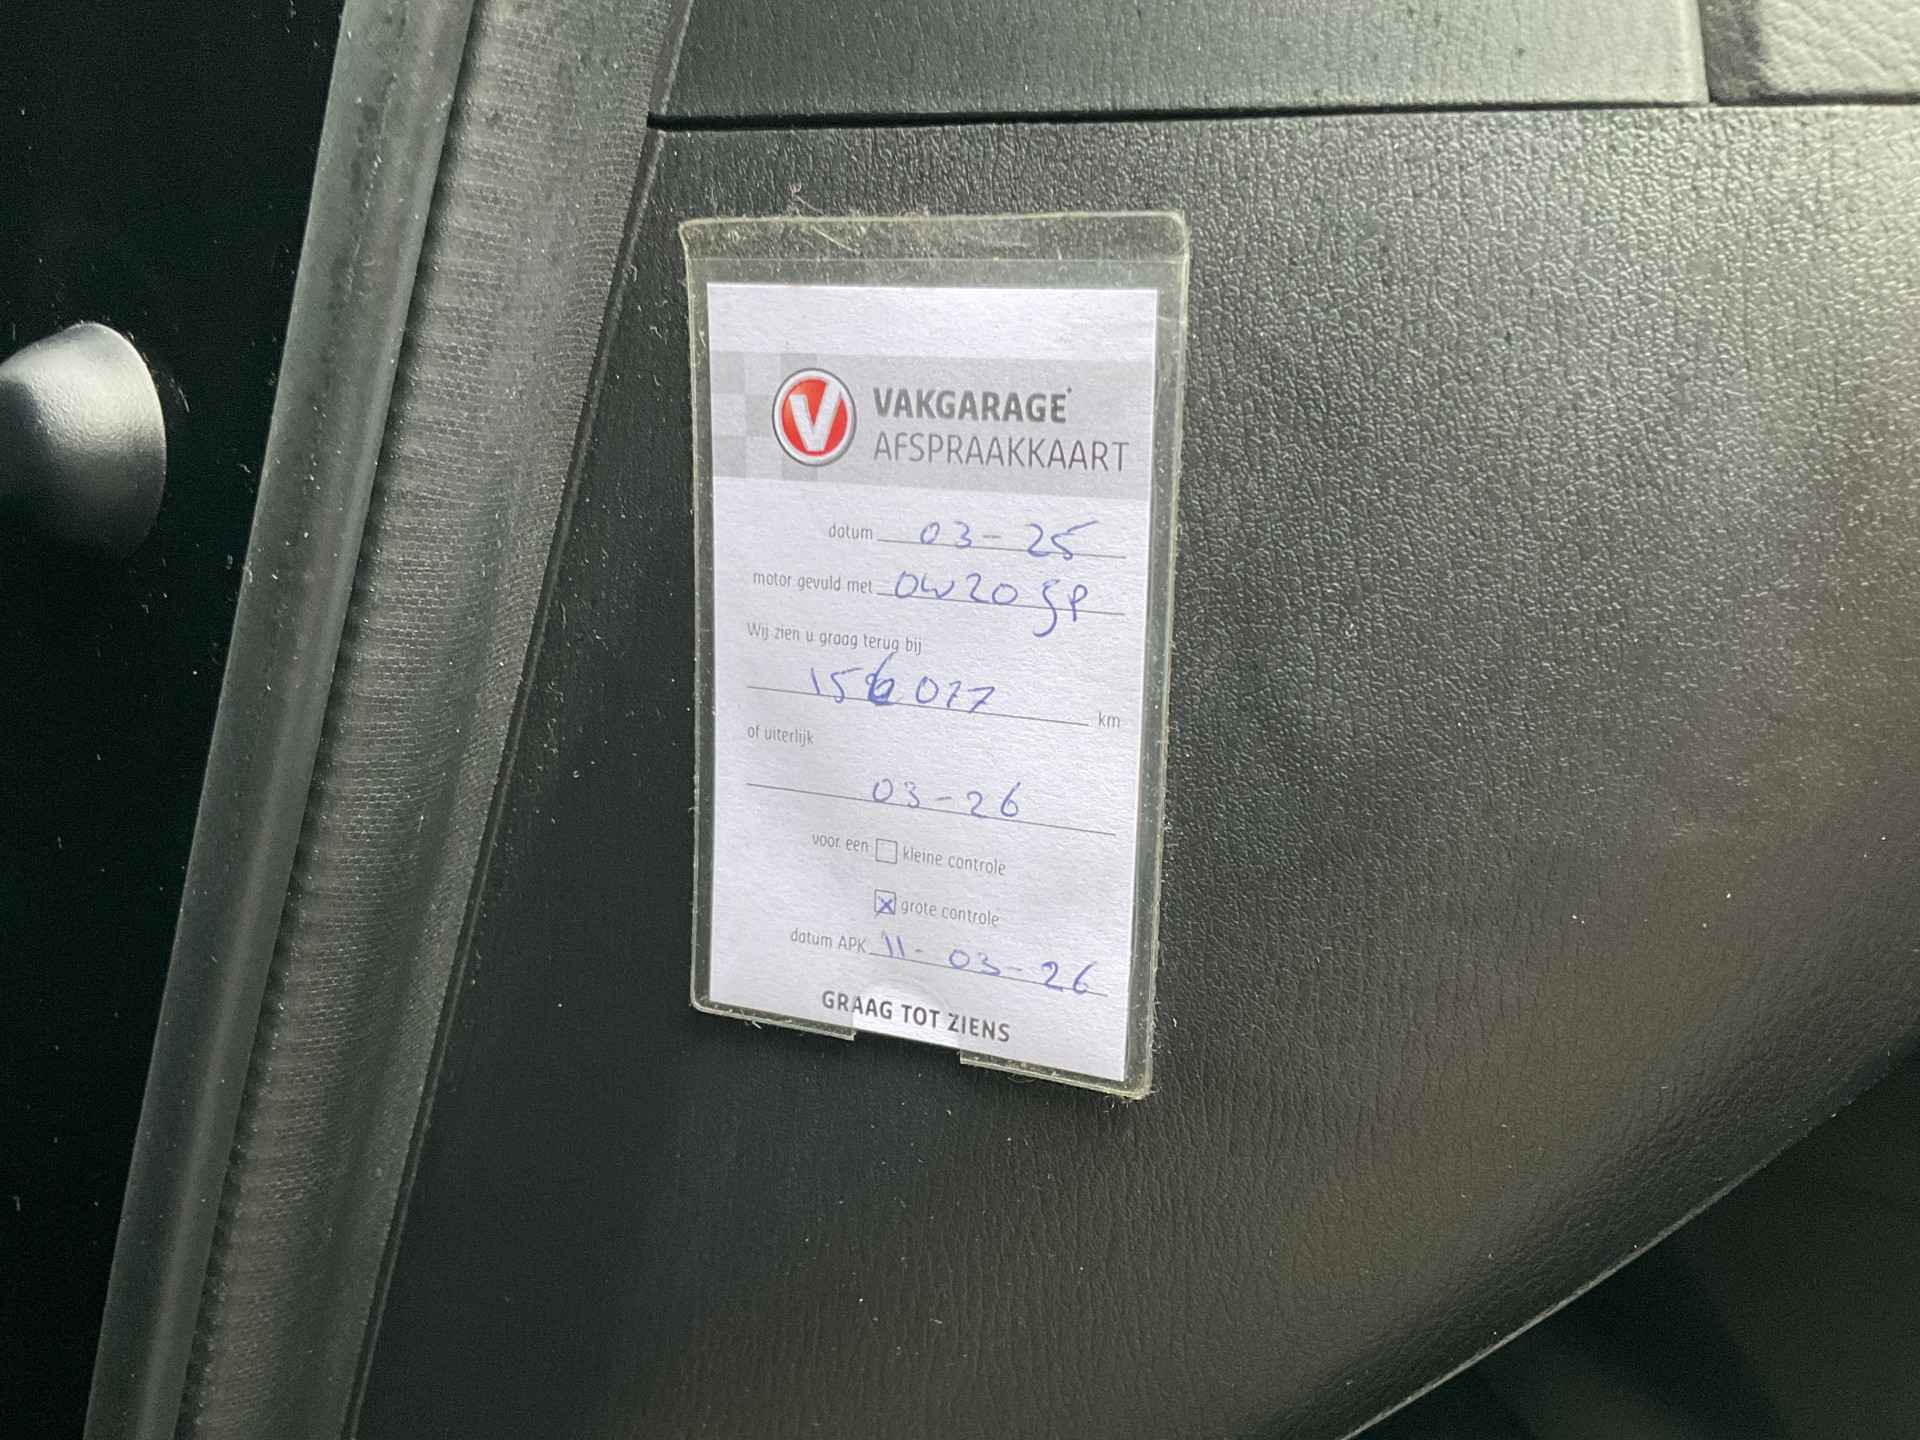 V VAKGARAGE
AFSPRAAKKAART
datum 03-25
motor gevuld met 0W20 SP
Wij zien u graag terug bij
156077 km
of uiterlijk
03-26
voor een kleine controle
grote controle
datum APK 11-03-26
GRAAG TOT ZIENS